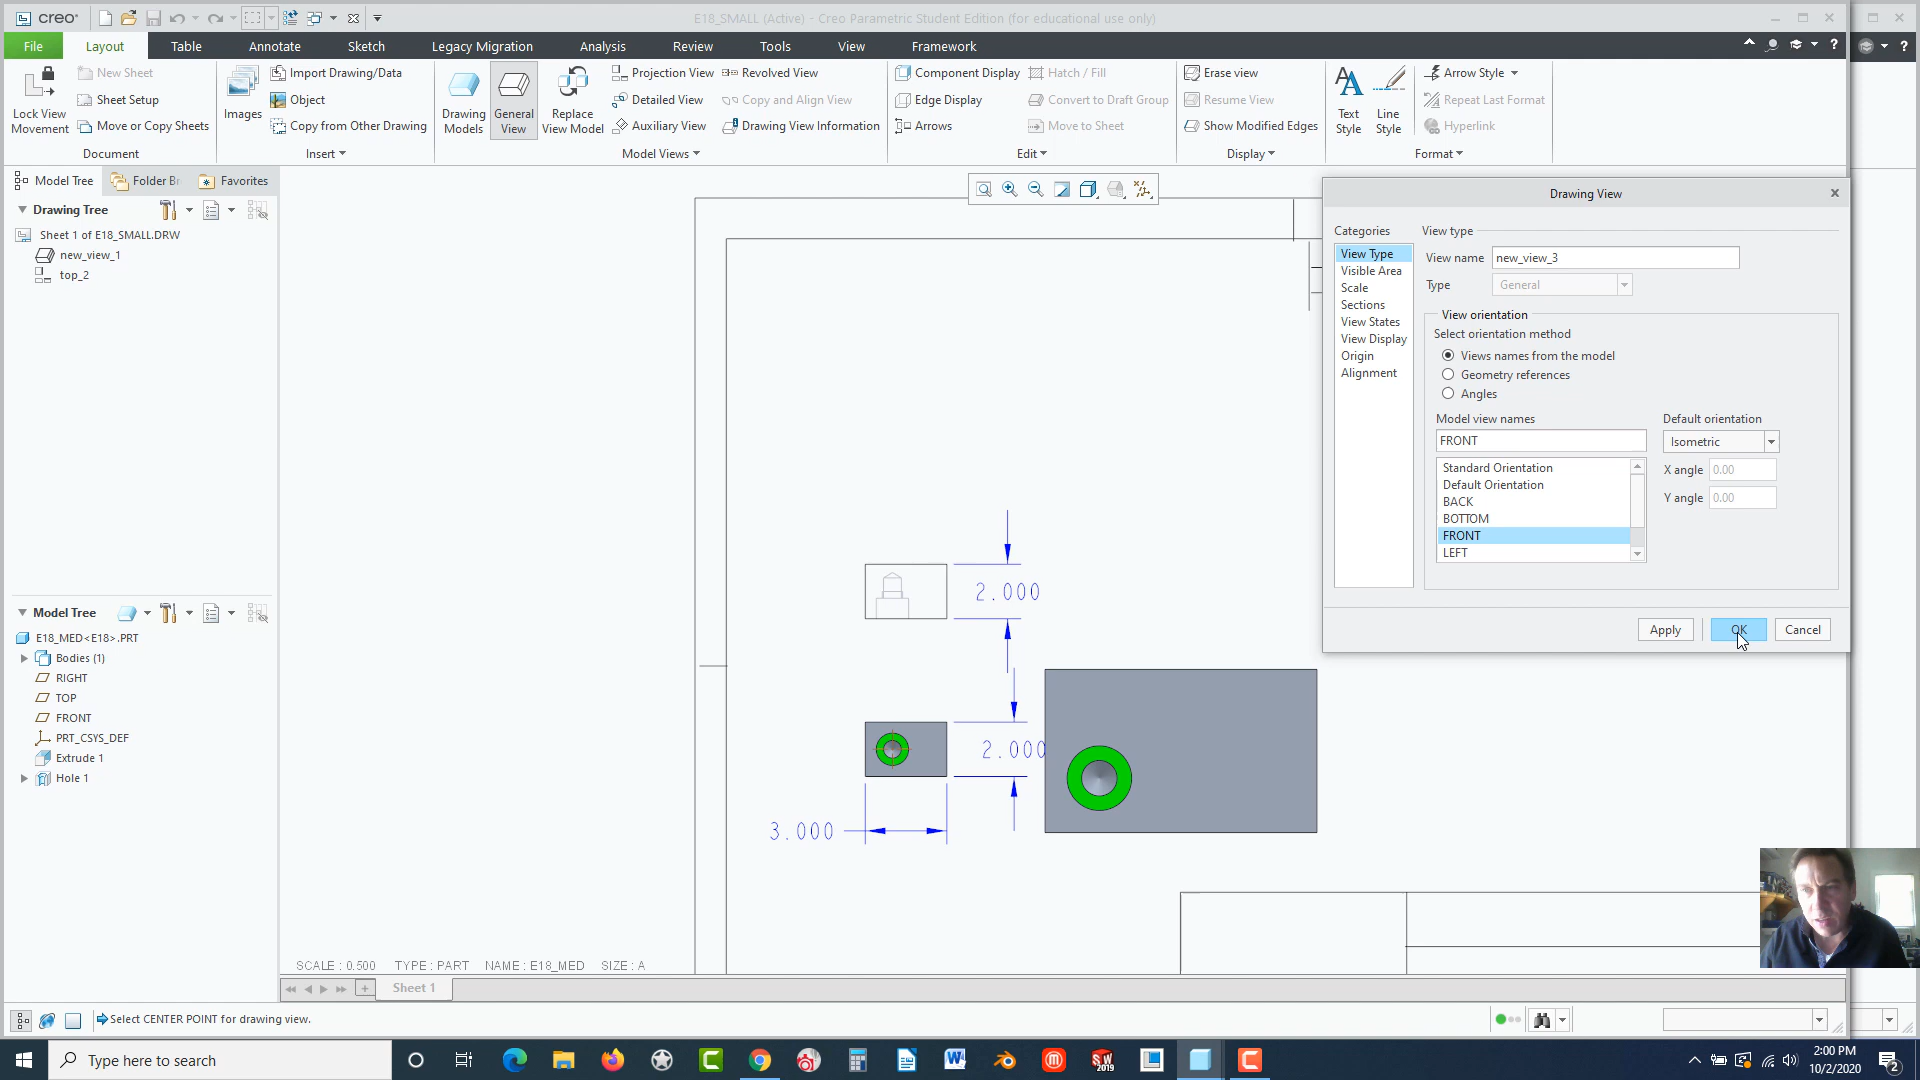 creo
E18_SMALL (Active) - Creo Parametric Student Edition (for educational use only)
File
Layout
Table
Annotate
Sketch
Legacy Migration
Analysis
Review
Tools
View
Framework
Lock View Movement
New Sheet
Sheet Setup
Move or Copy Sheets
Document
Images
Import Drawing/Data
Object
Copy from Other Drawing
Insert
Drawing Models
General View
Replace View Model
Projection View
Detailed View
Auxiliary View
Revolved View
Copy and Align View
Drawing View Information
Model Views
Component Display
Edge Display
Arrows
Hatch / Fill
Convert to Draft Group
Move to Sheet
Edit
Erase view
Resume View
Show Modified Edges
Display
Text Style
Line Style
Arrow Style
Repeat Last Format
Hyperlink
Format
Model Tree
Folder Br
Favorites
Drawing Tree
Sheet 1 of E18_SMALL.DRW
new_view_1
top_2
Model Tree
E18_MED<E18>.PRT
Bodies (1)
RIGHT
TOP
FRONT
PRT_CSYS_DEF
Extrude 1
Hole 1
2.000
2.000
3.000
SCALE : 0.500 TYPE : PART NAME : E18_MED SIZE : A
Sheet 1
Drawing View
Categories
View Type
Visible Area
Scale
Sections
View States
View Display
Origin
Alignment
View type
View name new_view_3
Type General
View orientation
Select orientation method
Views names from the model
Geometry references
Angles
Model view names
FRONT
Standard Orientation
Default Orientation
BACK
BOTTOM
FRONT
LEFT
Default orientation
Isometric
X angle 0.00
Y angle 0.00
Apply
OK
Cancel
Select CENTER POINT for drawing view.
Type here to search
SW
2019
2:00 PM
10/2/2020
2